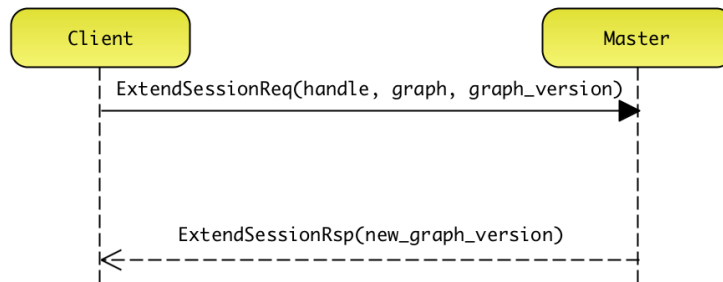 Client
Master
ExtendSessionReq(handle, graph, graph_version)
ExtendSessionRsp(new_graph_version)